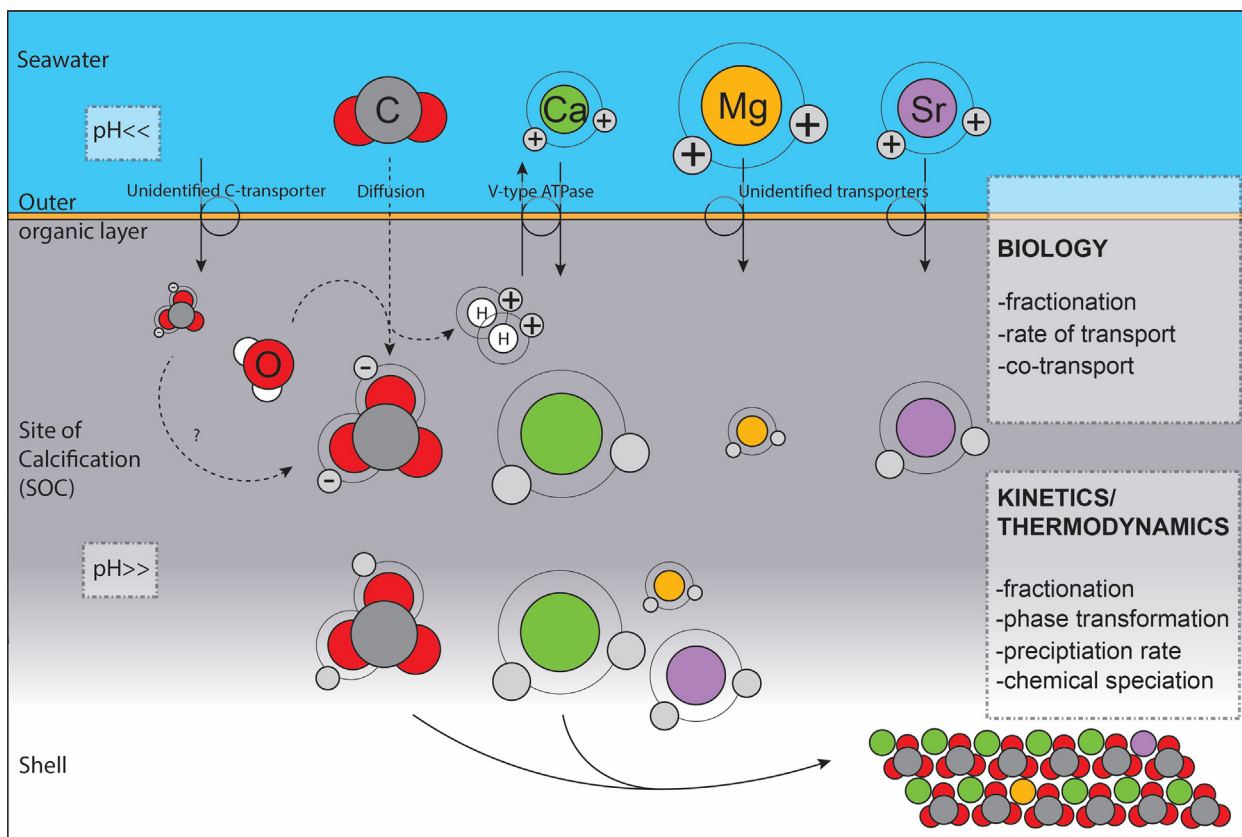 Seawater
pH<<
C
Ca
+
+
Mg
+
+
Sr
+
+
Unidentified C-transporter
Diffusion
V-type ATPase
Unidentified transporters
Outer
organic layer
BIOLOGY
-fractionation
-rate of transport
-co-transport
-
-
O
H
+
H
+
-
-
?
Site of
Calcification
(SOC)
pH>>
KINETICS/
THERMODYNAMICS
-fractionation
-phase transformation
-preciptiation rate
-chemical speciation
Shell